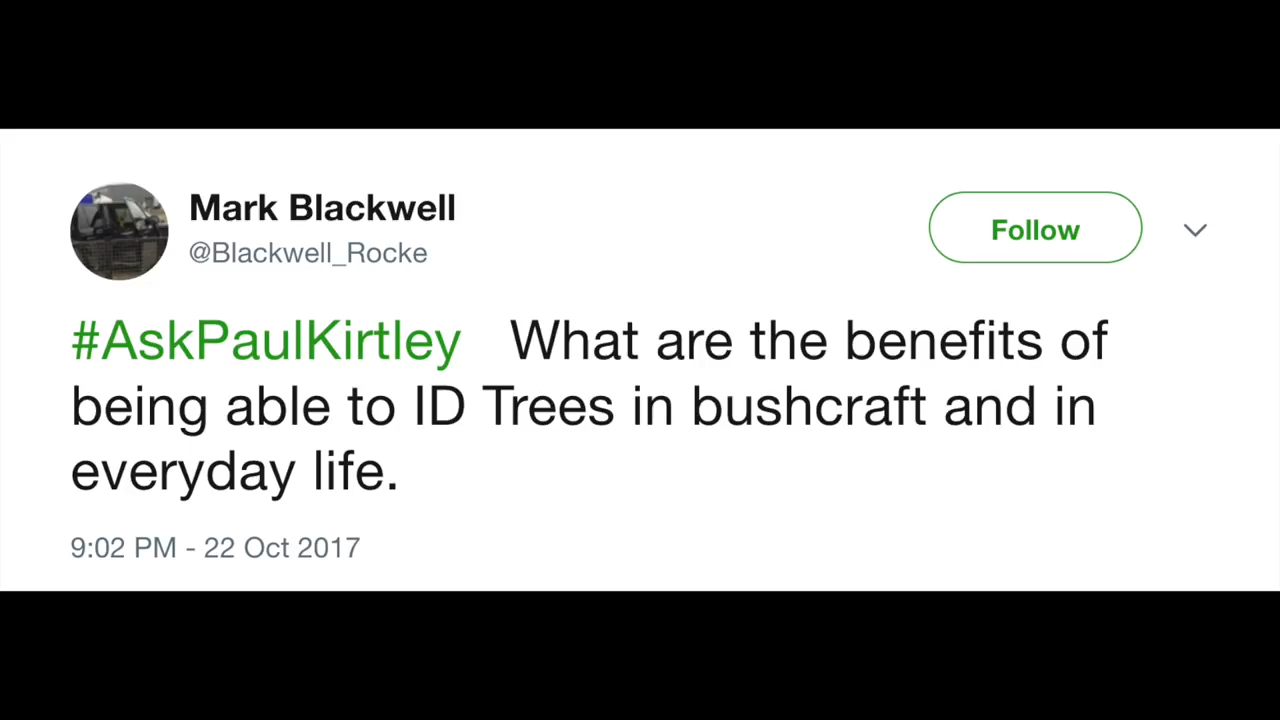 Mark Blackwell
@Blackwell_Rocke
Follow
#AskPaulKirtley What are the benefits of
being able to ID Trees in bushcraft and in
everyday life.
9:02 PM - 22 Oct 2017